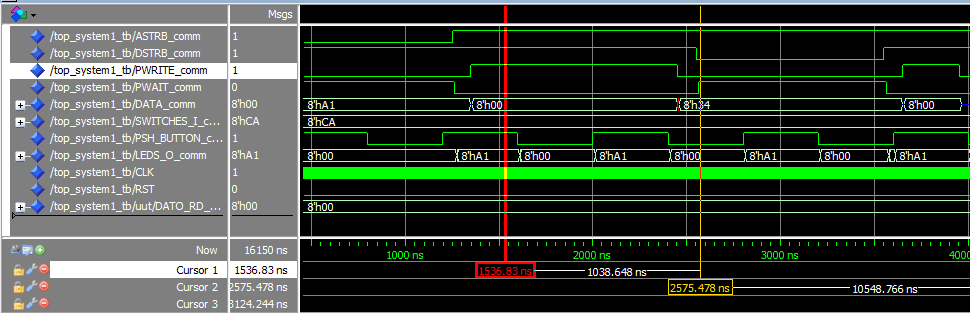 Msgs
/top_system1_tb/ASTRB_comm 1
/top_system1_tb/DSTRB_comm 1
/top_system1_tb/PWRITE_comm 1
/top_system1_tb/PWAIT_comm 0
/top_system1_tb/DATA_comm 8'h00 8'hA1 8'h00 8'h34 8'h00
/top_system1_tb/SWITCHES_I_c... 8'hCA 8'hCA
/top_system1_tb/PSH_BUTTON_c... 1
/top_system1_tb/LEDS_O_comm 8'hA1 8'h00 8'hA1 8'h00 8'hA1 8'h00 8'hA1 8'h00 8'hA1
/top_system1_tb/CLK 1
/top_system1_tb/RST 0
/top_system1_tb/uut/DATO_RD_... 8'h00 8'h00
Now 16150 ns 1000 ns 2000 ns 3000 ns 4000
Cursor 1 1536.83 ns 1536.83 ns 1038.648 ns
Cursor 2 2575.478 ns 2575.478 ns 10548.766 ns
Cursor 3 3124.244 ns